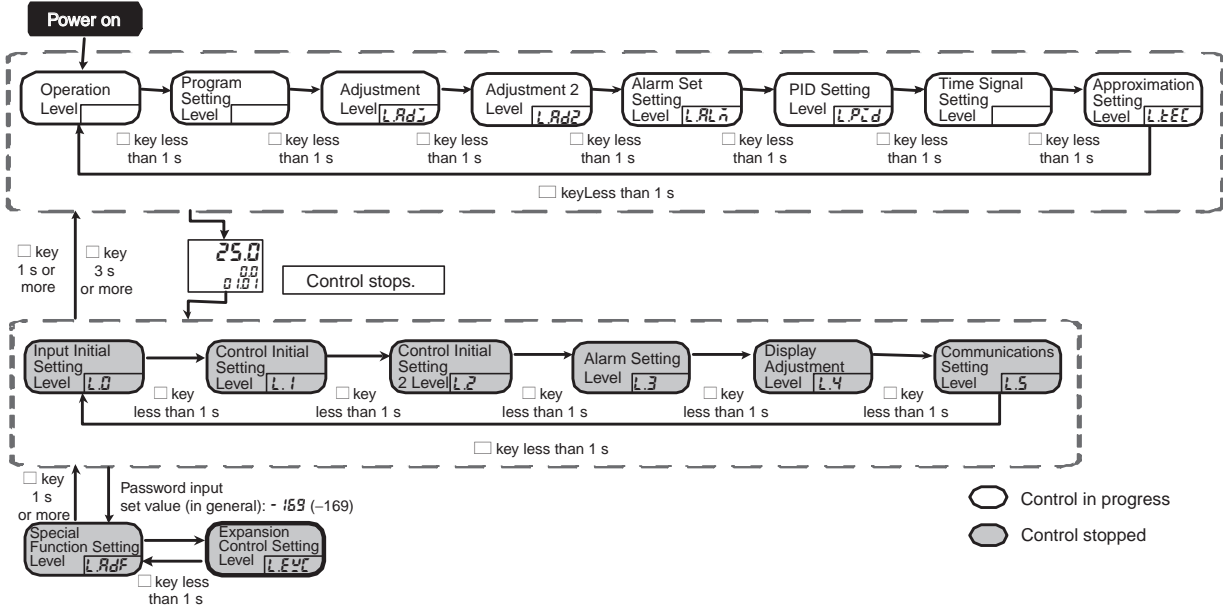 Power on
Operation
Level
Program
Setting
Level
Adjustment
Level L.Adj
Adjustment 2
Level L.Ad2
Alarm Set
Setting
Level L.ALM
PID Setting
Level L.Pid
Time Signal
Setting
Level
Approximation
Setting
Level L.tEC
□ key less
than 1 s
□ key less
than 1 s
□ key less
than 1 s
□ key less
than 1 s
□ key less
than 1 s
□ key less
than 1 s
□ key less
than 1 s
□ keyLess than 1 s
□ key
1 s or
more
□ key
3 s
or more
25.0
0.0
01.01
Control stops.
Input Initial
Setting
Level L.0
Control Initial
Setting
Level L.1
Control Initial
Setting
2 Level L.2
Alarm Setting
Level L.3
Display
Adjustment
Level L.4
Communications
Setting
Level L.5
□ key
less than 1 s
□ key
less than 1 s
□ key
less than 1 s
□ key
less than 1 s
□ key
less than 1 s
□ key less than 1 s
□ key
1 s
or more
Password input
set value (in general): -169 (–169)
Special
Function Setting
Level L.AdF
Expansion
Control Setting
Level L.EXC
□ key less
than 1 s
Control in progress
Control stopped